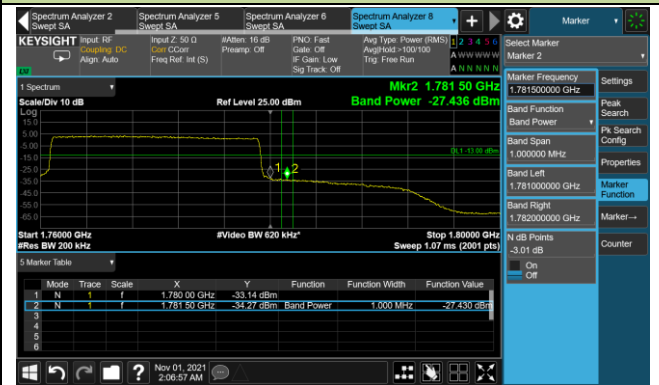 Spectrum Analyzer 2
Swept SA
Spectrum Analyzer 5
Swept SA
Spectrum Analyzer 6
Swept SA
Spectrum Analyzer 8
Swept SA
Marker
KEYSIGHT
Input: RF
Coupling: DC
Align: Auto
Input Z: 50 Ω
Corr CCorr
Freq Ref: Int (S)
#Atten: 16 dB
Preamp: Off
PNO: Fast
Gate: Off
IF Gain: Low
Sig Track: Off
Avg Type: Power (RMS)
Avg|Hold:>100/100
Trig: Free Run
1 2 3 4 5 6
A W W W W W
A N N N N N
Select Marker
Marker 2
1 Spectrum
Scale/Div 10 dB
Log
Ref Level 25.00 dBm
Mkr2 1.781 50 GHz
Band Power -27.436 dBm
15.0
5.00
-5.00
-15.0
-25.0
-35.0
-45.0
-55.0
-65.0
DL1 -13.00 dBm
1
2
Start 1.76000 GHz
#Res BW 200 kHz
#Video BW 620 kHz*
Stop 1.80000 GHz
Sweep 1.07 ms (2001 pts)
5 Marker Table
Mode Trace Scale X Y Function Function Width Function Value
1 N 1 f 1.780 00 GHz -33.14 dBm
2 N 1 f 1.781 50 GHz -34.27 dBm Band Power 1.000 MHz -27.430 dBm
3
4
5
6
Marker Frequency
1.781500000 GHz
Band Function
Band Power
Band Span
1.000000 MHz
Band Left
1.781000000 GHz
Band Right
1.782000000 GHz
N dB Points
-3.01 dB
On
Off
Settings
Peak
Search
Pk Search
Config
Properties
Marker
Function
Marker→
Counter
?
Nov 01, 2021
2:06:57 AM